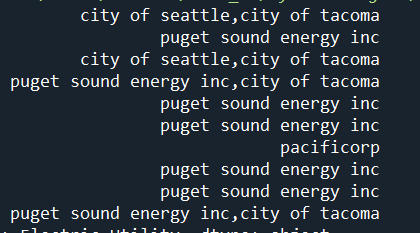 city of seattle,city of tacoma
puget sound energy inc
city of seattle,city of tacoma
puget sound energy inc,city of tacoma
puget sound energy inc
puget sound energy inc
pacificorp
puget sound energy inc
puget sound energy inc
puget sound energy inc,city of tacoma
: Electric Utility, dtype: object